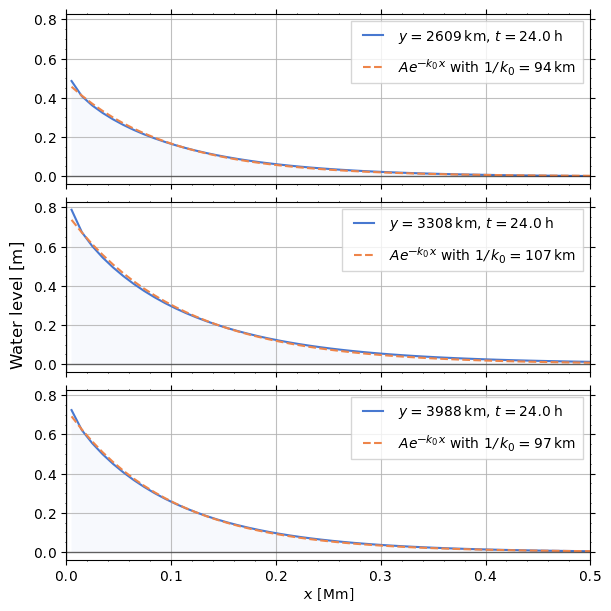 0.8
0.6
0.4
0.2
0.0
y = 2609 km, t = 24.0 h
Ae^{-k_0x} with 1/k_0 = 94 km
Water level [m]
0.8
0.6
0.4
0.2
0.0
y = 3308 km, t = 24.0 h
Ae^{-k_0x} with 1/k_0 = 107 km
0.8
0.6
0.4
0.2
0.0
y = 3988 km, t = 24.0 h
Ae^{-k_0x} with 1/k_0 = 97 km
0.0 0.1 0.2 0.3 0.4 0.5
x [Mm]